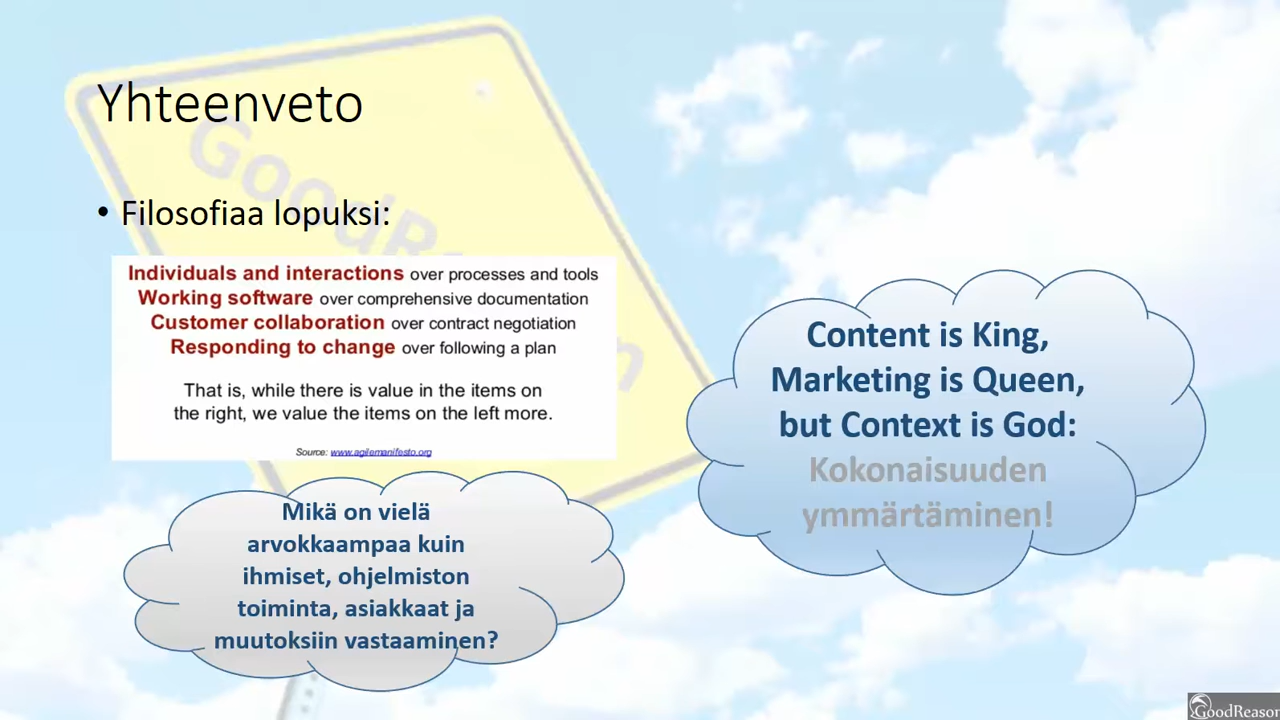 Yhteenveto
• Filosofiaa lopuksi:
Individuals and interactions over processes and tools
Working software over comprehensive documentation
Customer collaboration over contract negotiation
Responding to change over following a plan
That is, while there is value in the items on
the right, we value the items on the left more.
Source: www.agilemanifesto.org
Mikä on vielä
arvokkaampaa kuin
ihmiset, ohjelmiston
toiminta, asiakkaat ja
muutoksiin vastaaminen?
Content is King,
Marketing is Queen,
but Context is God:
Kokonaisuuden
ymmärtäminen!
GoodReason